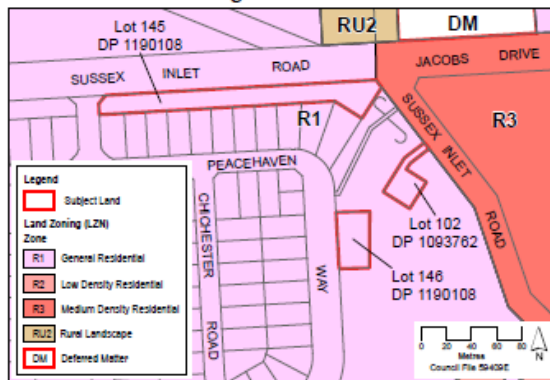 Lot 145
DP 1190108
RU2
DM
SUSSEX INLET ROAD
JACOBS DRIVE
R1
SUSSEX INLET ROAD
R3
PEACEHAVEN WAY
CHICHESTER ROAD
Lot 102
DP 1093762
Lot 146
DP 1190108
Legend
Subject Land
Land Zoning (LZN)
Zone
R1 General Residential
R2 Low Density Residential
R3 Medium Density Residential
RU2 Rural Landscape
DM Deferred Matter
0 20 40 60 80
Metres
N
Council File 59409E